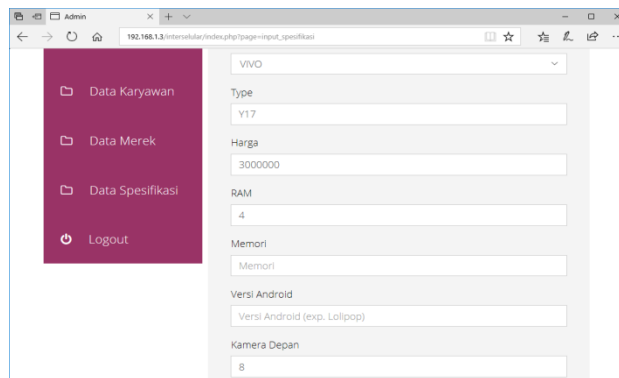 Admin
192.168.1.3/interselular/index.php?page=input_spesifikasi
Data Karyawan
Data Merek
Data Spesifikasi
Logout
VIVO
Type
Y17
Harga
3000000
RAM
4
Memori
Memori
Versi Android
Versi Android (exp. Lolipop)
Kamera Depan
8